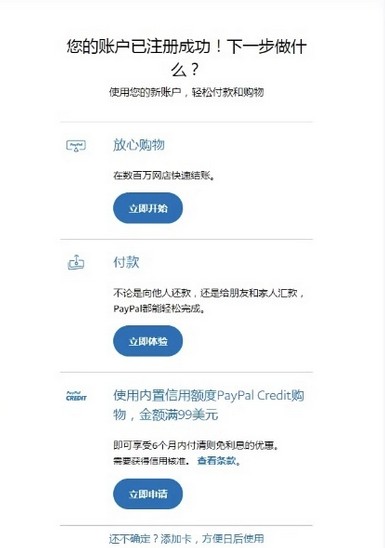 您的账户已注册成功！下一步做什
么？
使用您的新账户，轻松付款和购物
PayPal
放心购物
在数百万网店快速结账。
立即开始
付款
不论是向他人还款，还是给朋友和家人汇款，
PayPal都能轻松完成。
立即体验
PayPal
CREDIT
使用内置信用额度PayPal Credit购
物，金额满99美元
即可享受6个月内付清则免利息的优惠。
需要获得信用核准。 查看条款。
立即申请
还不确定？添加卡，方便日后使用